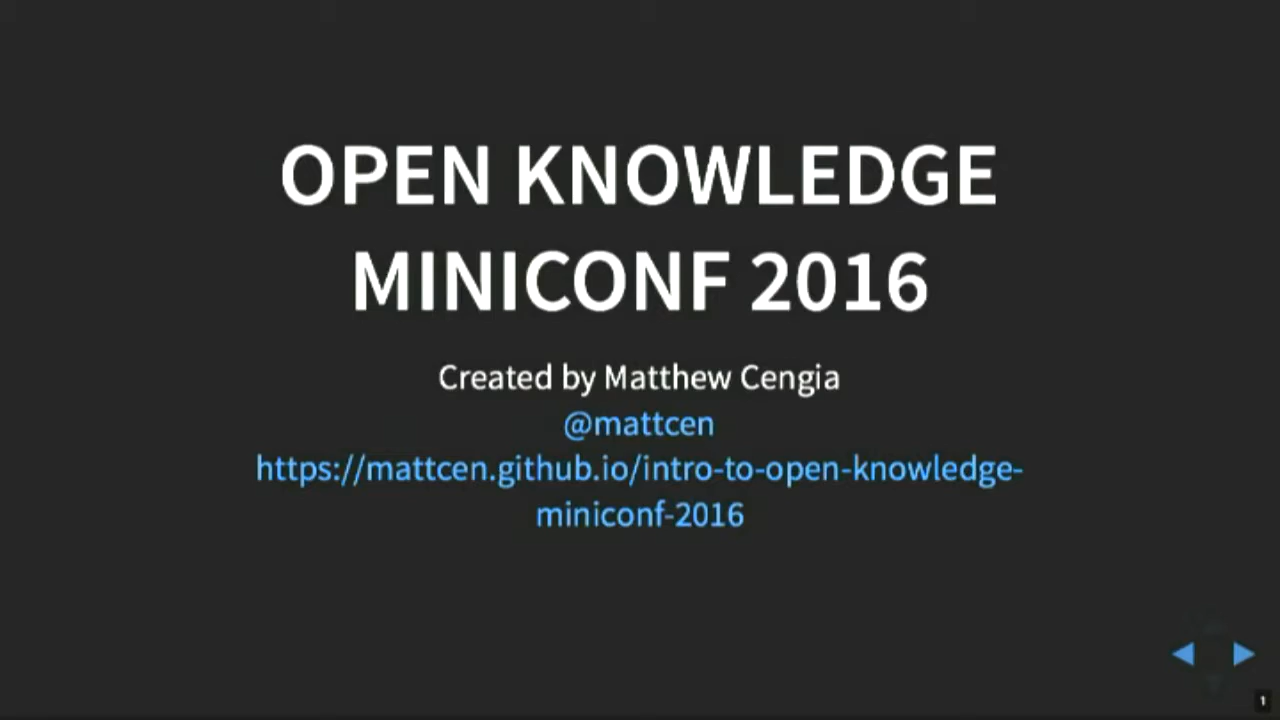 OPEN KNOWLEDGE
MINICONF 2016
Created by Matthew Cengia
@mattcen
https://mattcen.github.io/intro-to-open-knowledge-
miniconf-2016
1